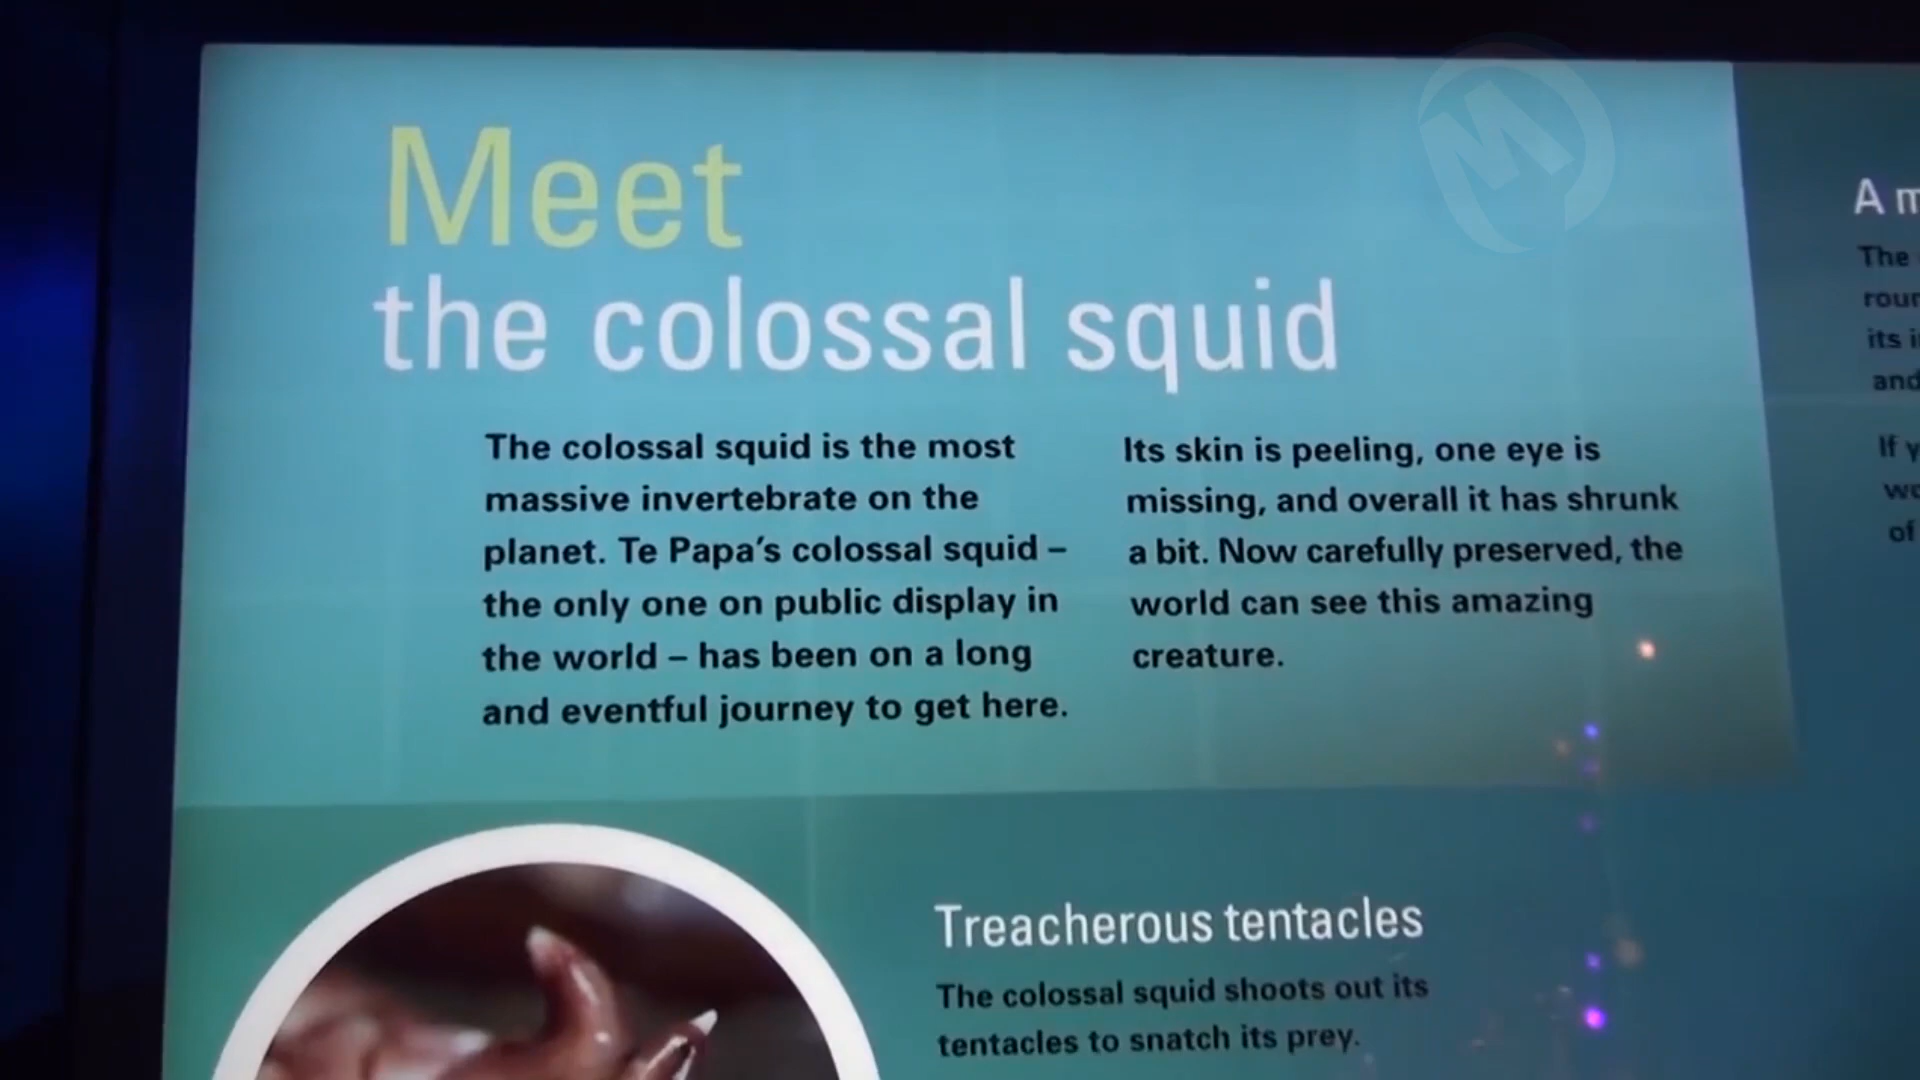 Meet
the colossal squid
The colossal squid is the most
massive invertebrate on the
planet. Te Papa's colossal squid –
the only one on public display in
the world – has been on a long
and eventful journey to get here.
Its skin is peeling, one eye is
missing, and overall it has shrunk
a bit. Now carefully preserved, the
world can see this amazing
creature.
Treacherous tentacles
The colossal squid shoots out its
tentacles to snatch its prey.
A
The
its
and
If
of